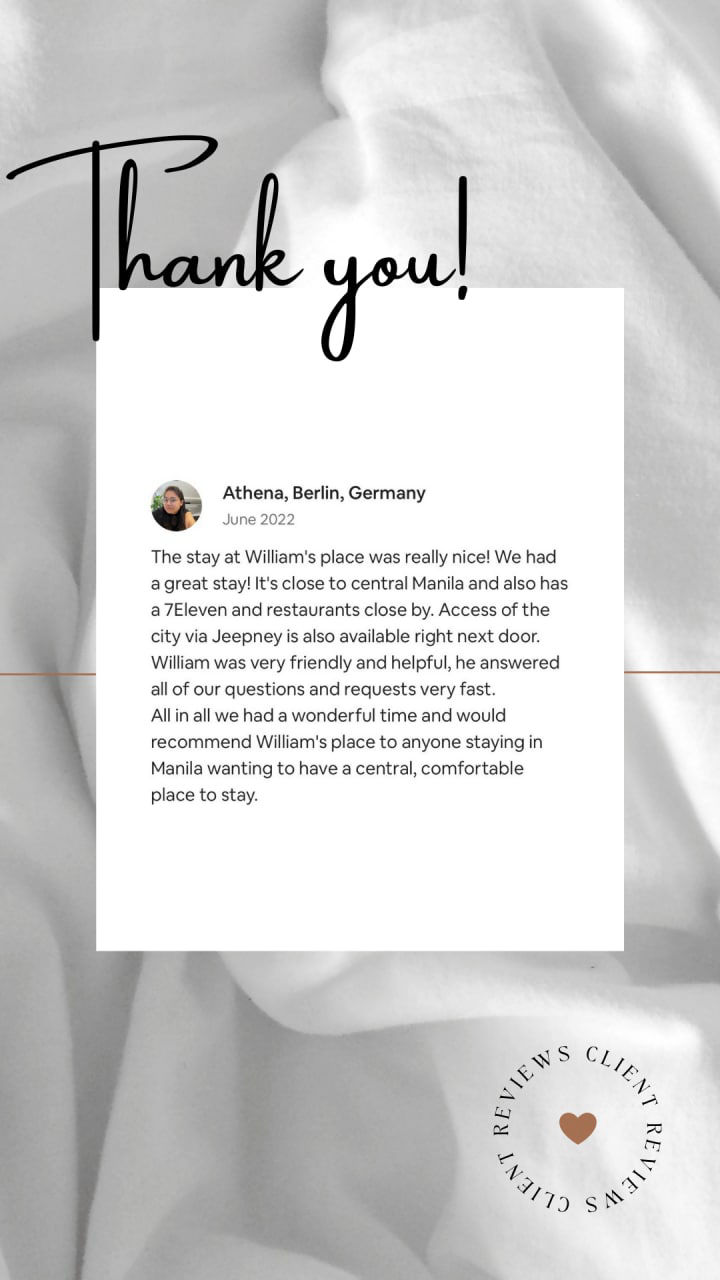 Thank you!
Athena, Berlin, Germany
June 2022
The stay at William's place was really nice! We had
a great stay! It's close to central Manila and also has
a 7Eleven and restaurants close by. Access of the
city via Jeepney is also available right next door.
William was very friendly and helpful, he answered
all of our questions and requests very fast.
All in all we had a wonderful time and would
recommend William's place to anyone staying in
Manila wanting to have a central, comfortable
place to stay.
CLIENT REVIEWS CLIENT REVIEWS